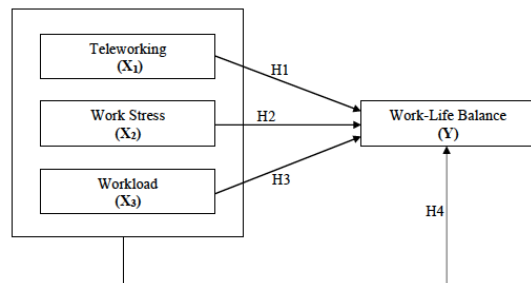 Teleworking
(X₁)
H1
Work Stress
(X₂)
H2
Work-Life Balance
(Y)
Workload
(X₃)
H3
H4